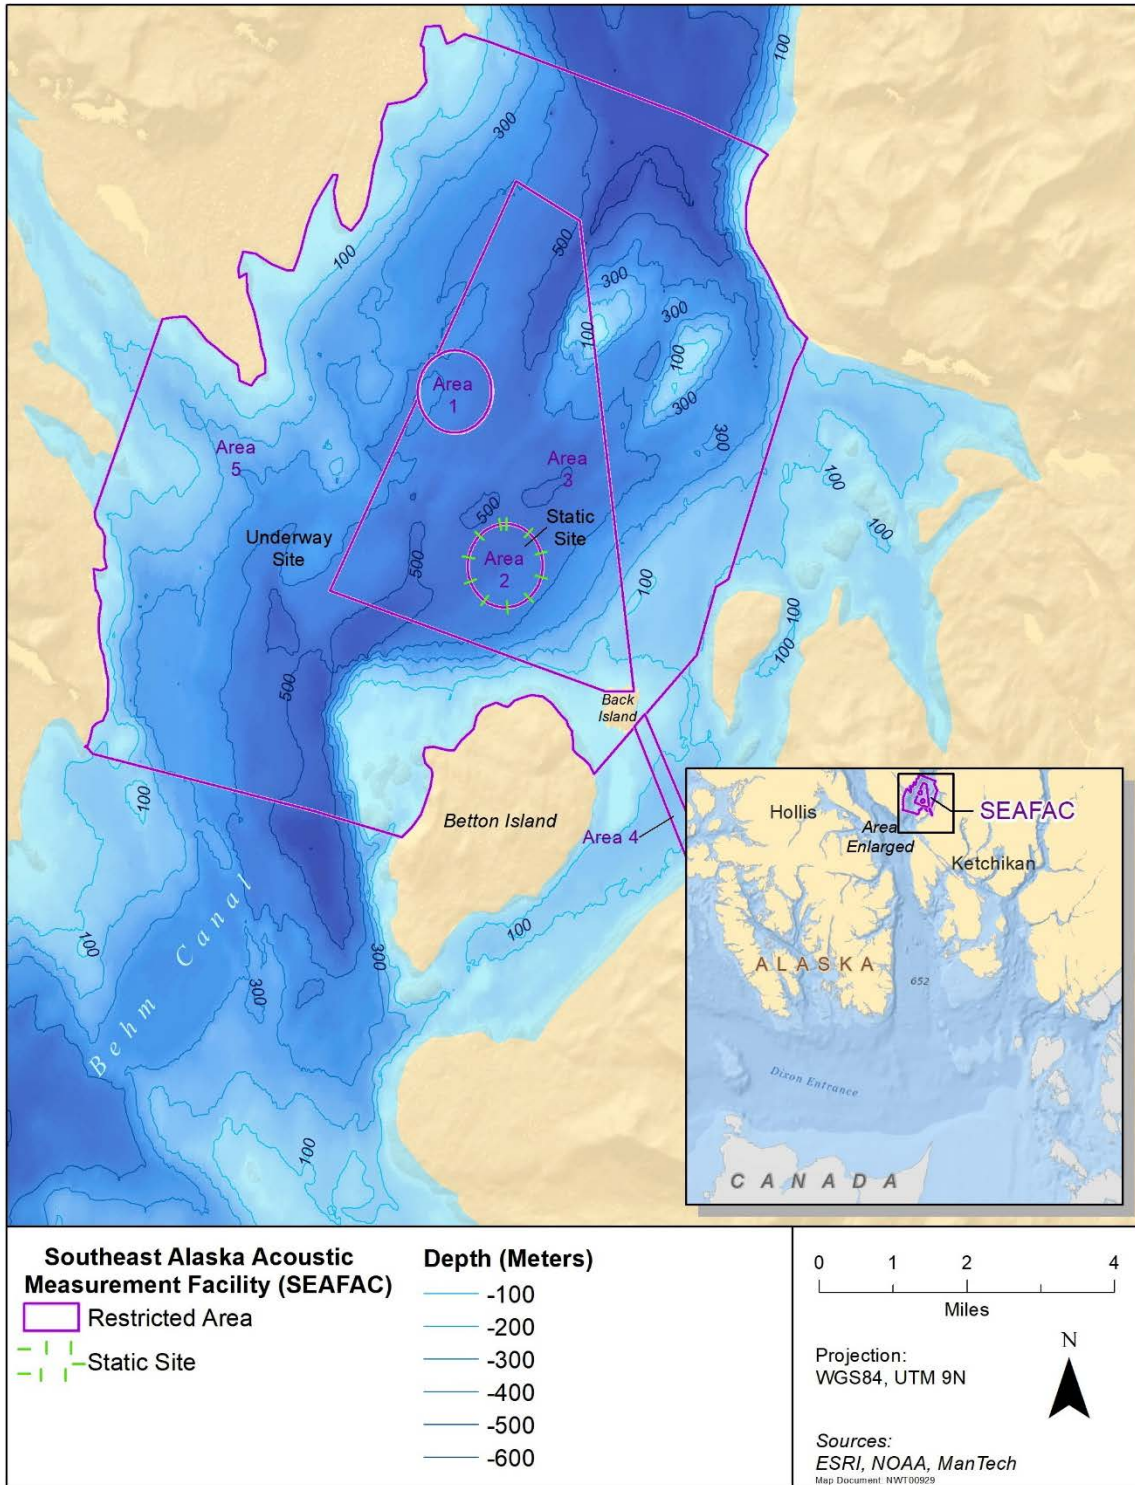 100
300
100
500
300
300
100
100
300
300
Area
1
Area
5
Area
3
500
Static
Site
Underway
Site
500
Area
2
100
100
100
100
100
500
Back
Island
100
Betton Island
Area 4
100
300
100
300
Behm Canal
100
Hollis
SEAFAC
Area
Enlarged
Ketchikan
ALASKA
652
Dixon Entrance
CANADA
Southeast Alaska Acoustic
Measurement Facility (SEAFAC)
Restricted Area
Static Site
Depth (Meters)
-100
-200
-300
-400
-500
-600
0 1 2 4
Miles
N
Projection:
WGS84, UTM 9N
Sources:
ESRI, NOAA, ManTech
Map Document: NWT00929